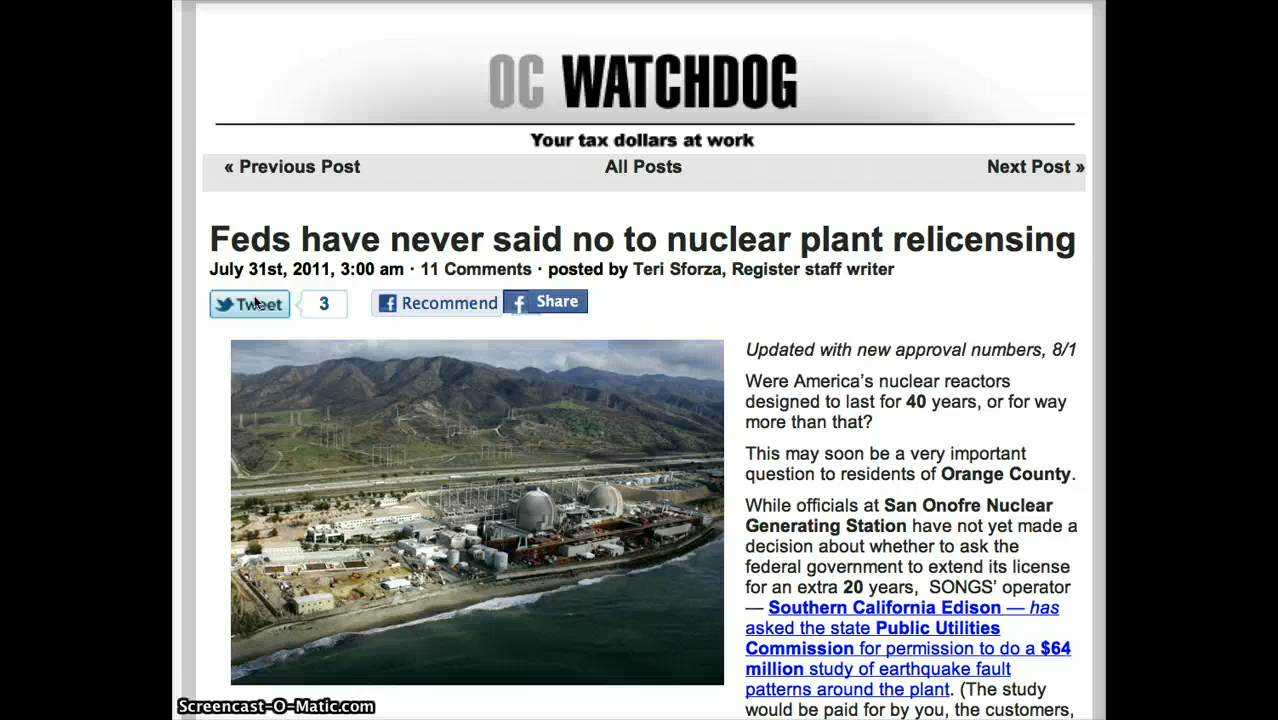 OC WATCHDOG
Your tax dollars at work
« Previous Post
All Posts
Next Post »
Feds have never said no to nuclear plant relicensing
July 31st, 2011, 3:00 am · 11 Comments · posted by Teri Sforza, Register staff writer
Tweet
3
Recommend
Share
Updated with new approval numbers, 8/1
Were America’s nuclear reactors
designed to last for 40 years, or for way
more than that?
This may soon be a very important
question to residents of Orange County.
While officials at San Onofre Nuclear
Generating Station have not yet made a
decision about whether to ask the
federal government to extend its license
for an extra 20 years, SONGS’ operator
— Southern California Edison — has
asked the state Public Utilities
Commission for permission to do a $64
million study of earthquake fault
patterns around the plant. (The study
would be paid for by you, the customers,
Screencast-O-Matic.com